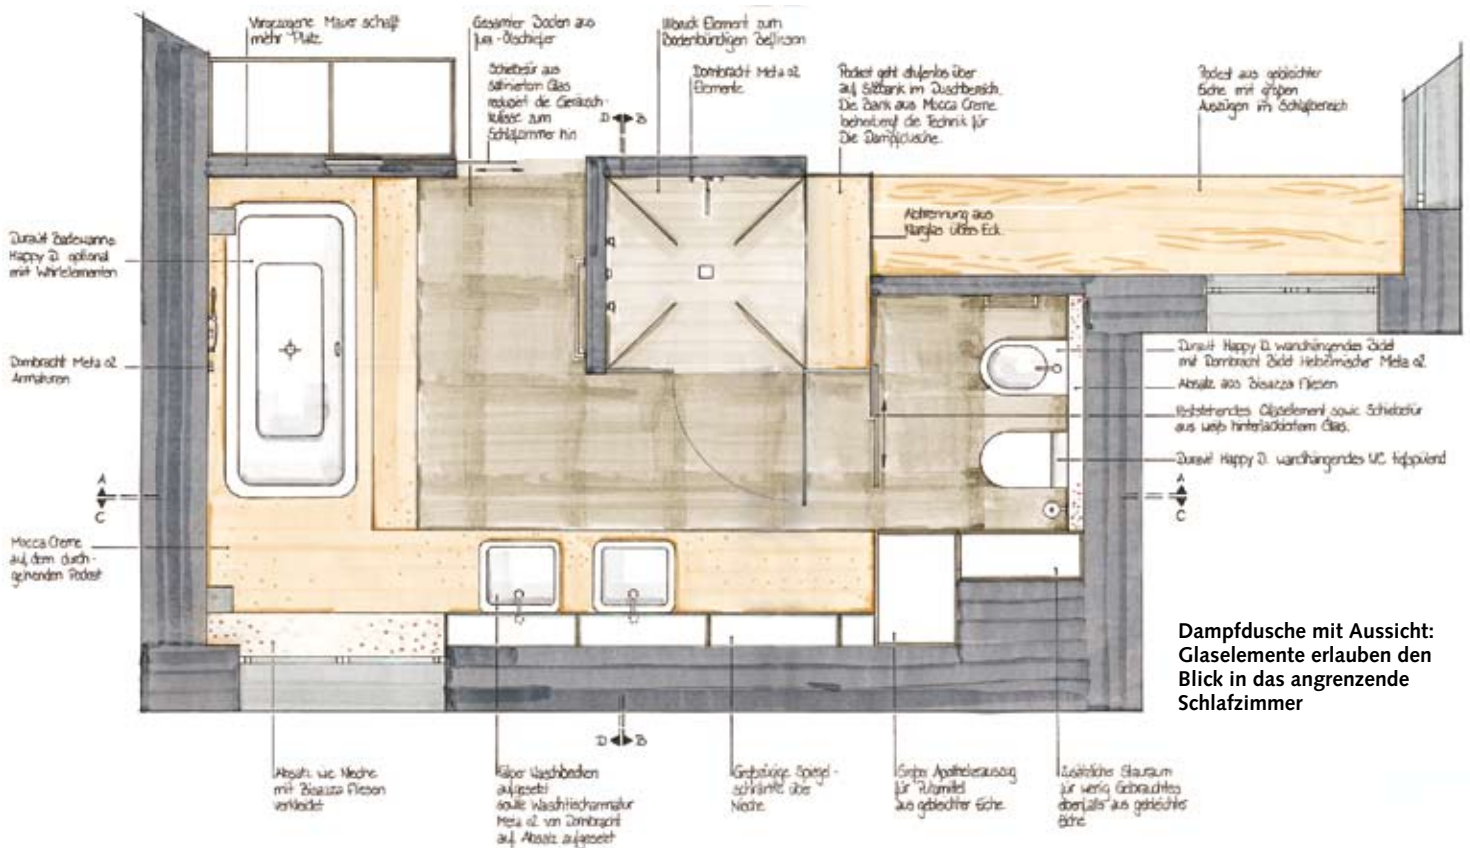 Vorgezogene Mauer schafft
mehr Platz
Gesamter Boden aus
Jura-Ölschiefer
Schiebetür aus
satiniertem Glas
reduziert die Geräusch-
kulisse zum
Schlafzimmer hin
D B
Element zum
Bodenbündigen Befliesen
Dornbracht Meta 02
Elemente
Podest geht stufenlos über
auf Sitzbank im Duschbereich.
Die Bank aus Mocca Creme
beherbergt die Technik für
Die Dampfdusche.
Podest aus gebleichter
Eiche mit großen
Auszügen im Schlafbereich
Abtrennung aus
Klarglas übers Eck
Duravit Badewanne
Happy D. optional
mit Whirlelementen
Dornbracht Meta 02
Armaturen
A
C
Mocca Creme
auf dem durch-
gehenden Podest
Duravit Happy D. wandhängendes Bidet
mit Dornbracht Bidet Hebelmischer Meta 02
Absatz aus Bisazza Fliesen
Feststehendes Glaselement sowie Schiebetür
aus weiß hinterlackiertem Glas.
Duravit Happy D. wandhängendes WC tiefspülend
A
C
Dampfdusche mit Aussicht:
Glaselemente erlauben den
Blick in das angrenzende
Schlafzimmer
D B
Absatz wie Nische
mit Bisazza Fliesen
verkleidet
Waschbecken
aufgesetzt
sowie Waschtischarmatur
Meta 02 von Dornbracht
auf Absatz aufgesetzt
Großzügige Spiegel-
schränke über
Nische
Großer Apothekerauszug
für Putzmittel
aus gebleichter Eiche
Zusätzlicher Stauraum
für wenig Gebrauchtes
ebenfalls aus gebleichter
Eiche